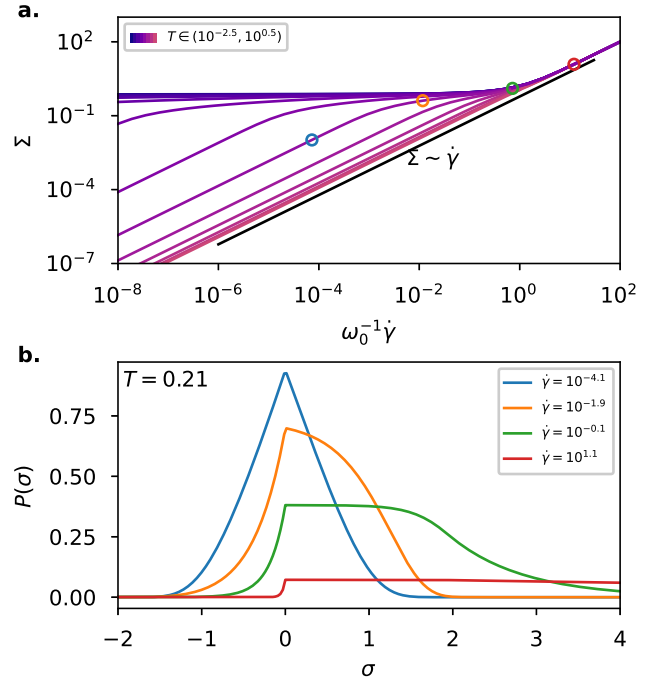 a.
10^2
10^-1
10^-4
10^-7
Σ
T ∈ (10^-2.5, 10^0.5)
Σ ~ γ̇
10^-8 10^-6 10^-4 10^-2 10^0 10^2
ω₀^-1 γ̇
b.
T = 0.21
0.75
0.50
0.25
0.00
P(σ)
γ̇ = 10^-4.1
γ̇ = 10^-1.9
γ̇ = 10^-0.1
γ̇ = 10^1.1
−2 −1 0 1 2 3 4
σ